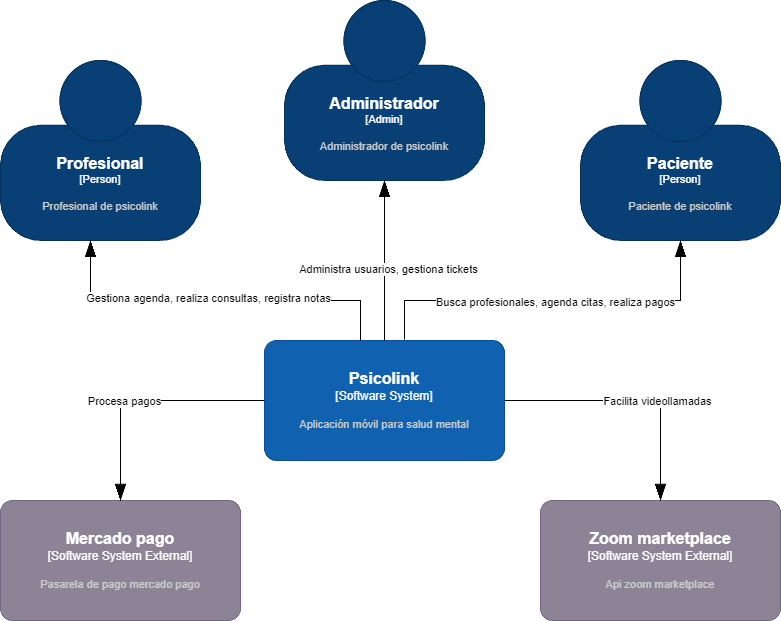 Administrador
[Admin]
Administrador de psicolink
Profesional
[Person]
Profesional de psicolink
Paciente
[Person]
Paciente de psicolink
Administra usuarios, gestiona tickets
Gestiona agenda, realiza consultas, registra notas
Busca profesionales, agenda citas, realiza pagos
Psicolink
[Software System]
Aplicación móvil para salud mental
Procesa pagos
Facilita videollamadas
Mercado pago
[Software System External]
Pasarela de pago mercado pago
Zoom marketplace
[Software System External]
Api zoom marketplace